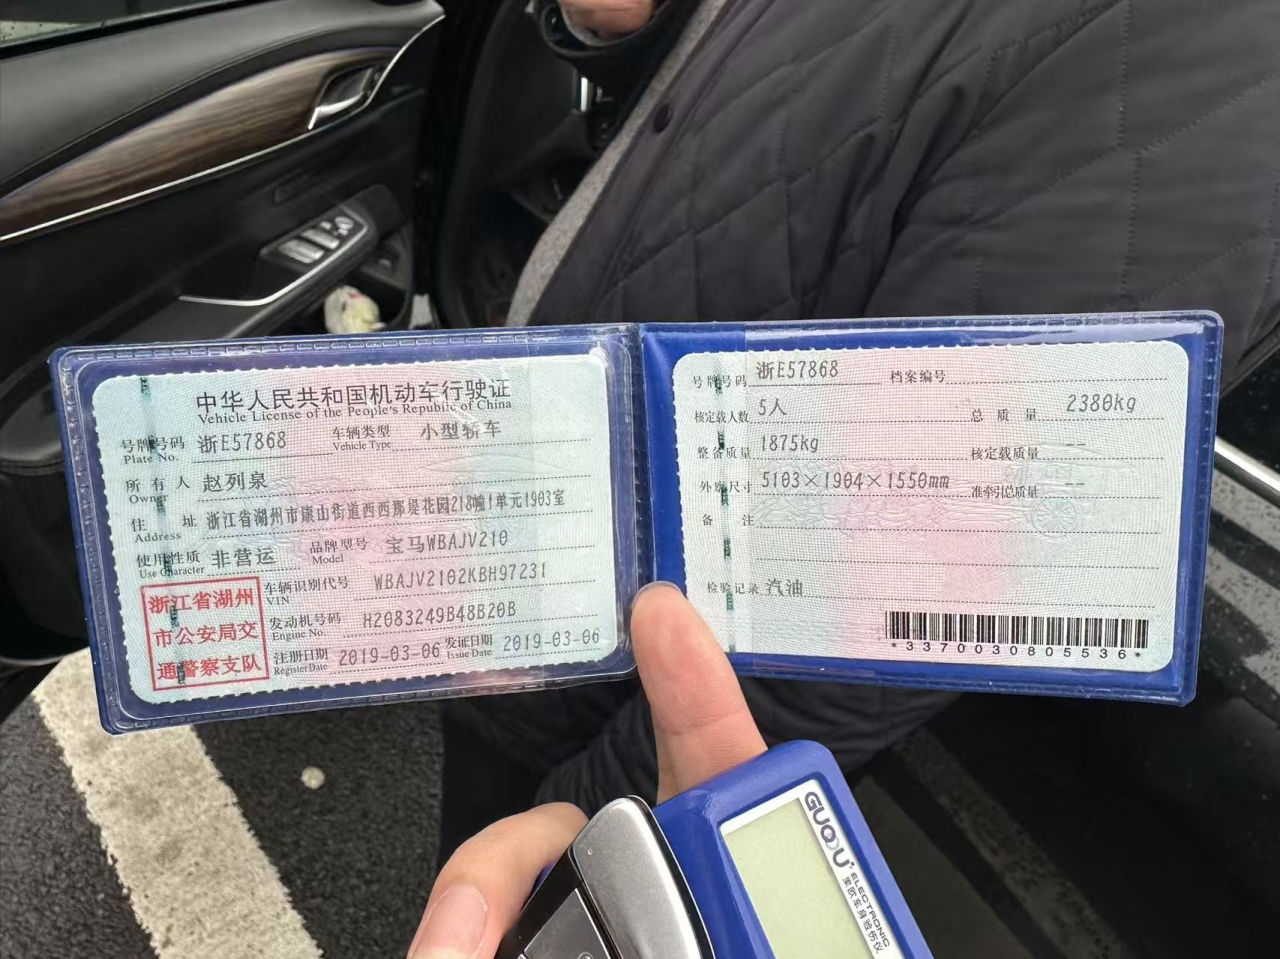 中华人民共和国机动车行驶证
Vehicle License of the People's Republic of China
号牌号码 浙E57868 车辆类型 小型轿车
Plate No. Vehicle Type
所有人 赵列泉
Owner
住址 浙江省湖州市康山街道西西那堤花园218幢1单元1903室
Address
使用性质 非营运 品牌型号 宝马WBAJV210
Use Character Model
浙江省湖州
市公安局交
通警察支队
车辆识别代号 WBAJV2102KBH97231
VIN
发动机号码 H2083249B48B20B
Engine No.
注册日期 2019-03-06 发证日期 2019-03-06
Register Date Issue Date
号牌号码 浙E57868 档案编号
核定载人数 5人 总质量 2380kg
整备质量 1875kg 核定载质量 --
外廓尺寸 5103×1904×1550mm 准牵引总质量 --
备注
检验记录 汽油
*3370030805536*
GUOOU
ELECTRONIC
果欧车身验伤仪